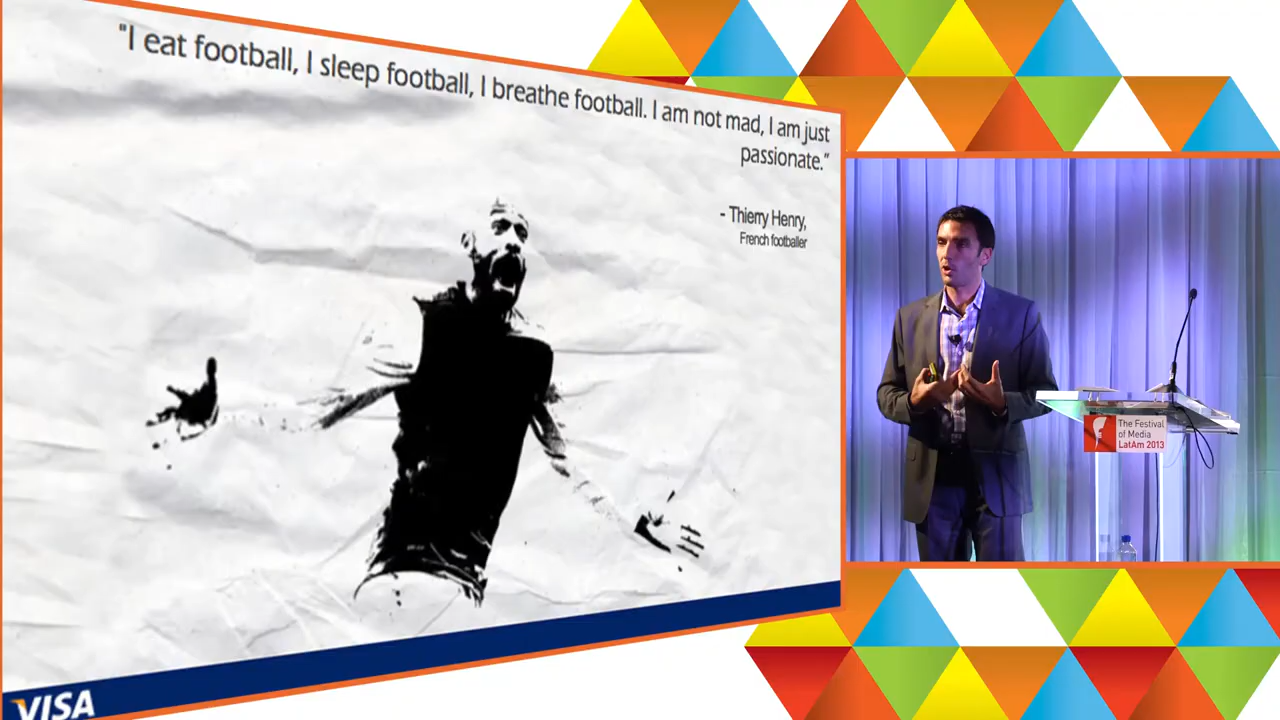 "I eat football, I sleep football, I breathe football. I am not mad, I am just
passionate."
- Thierry Henry,
French footballer
The Festival
of Media
LatAm 2013
VISA